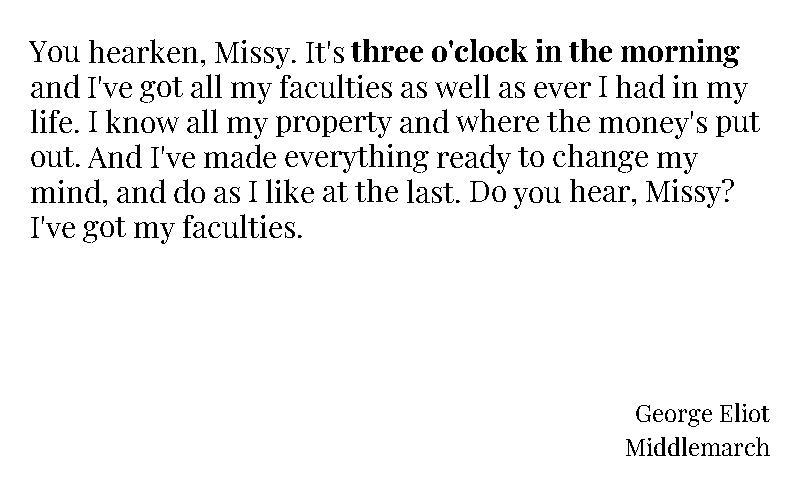 You hearken, Missy. It's three o'clock in the morning
and I've got all my faculties as well as ever I had in my
life. I know all my property and where the money's put
out. And I've made everything ready to change my
mind, and do as I like at the last. Do you hear, Missy?
I've got my faculties.
George Eliot
Middlemarch